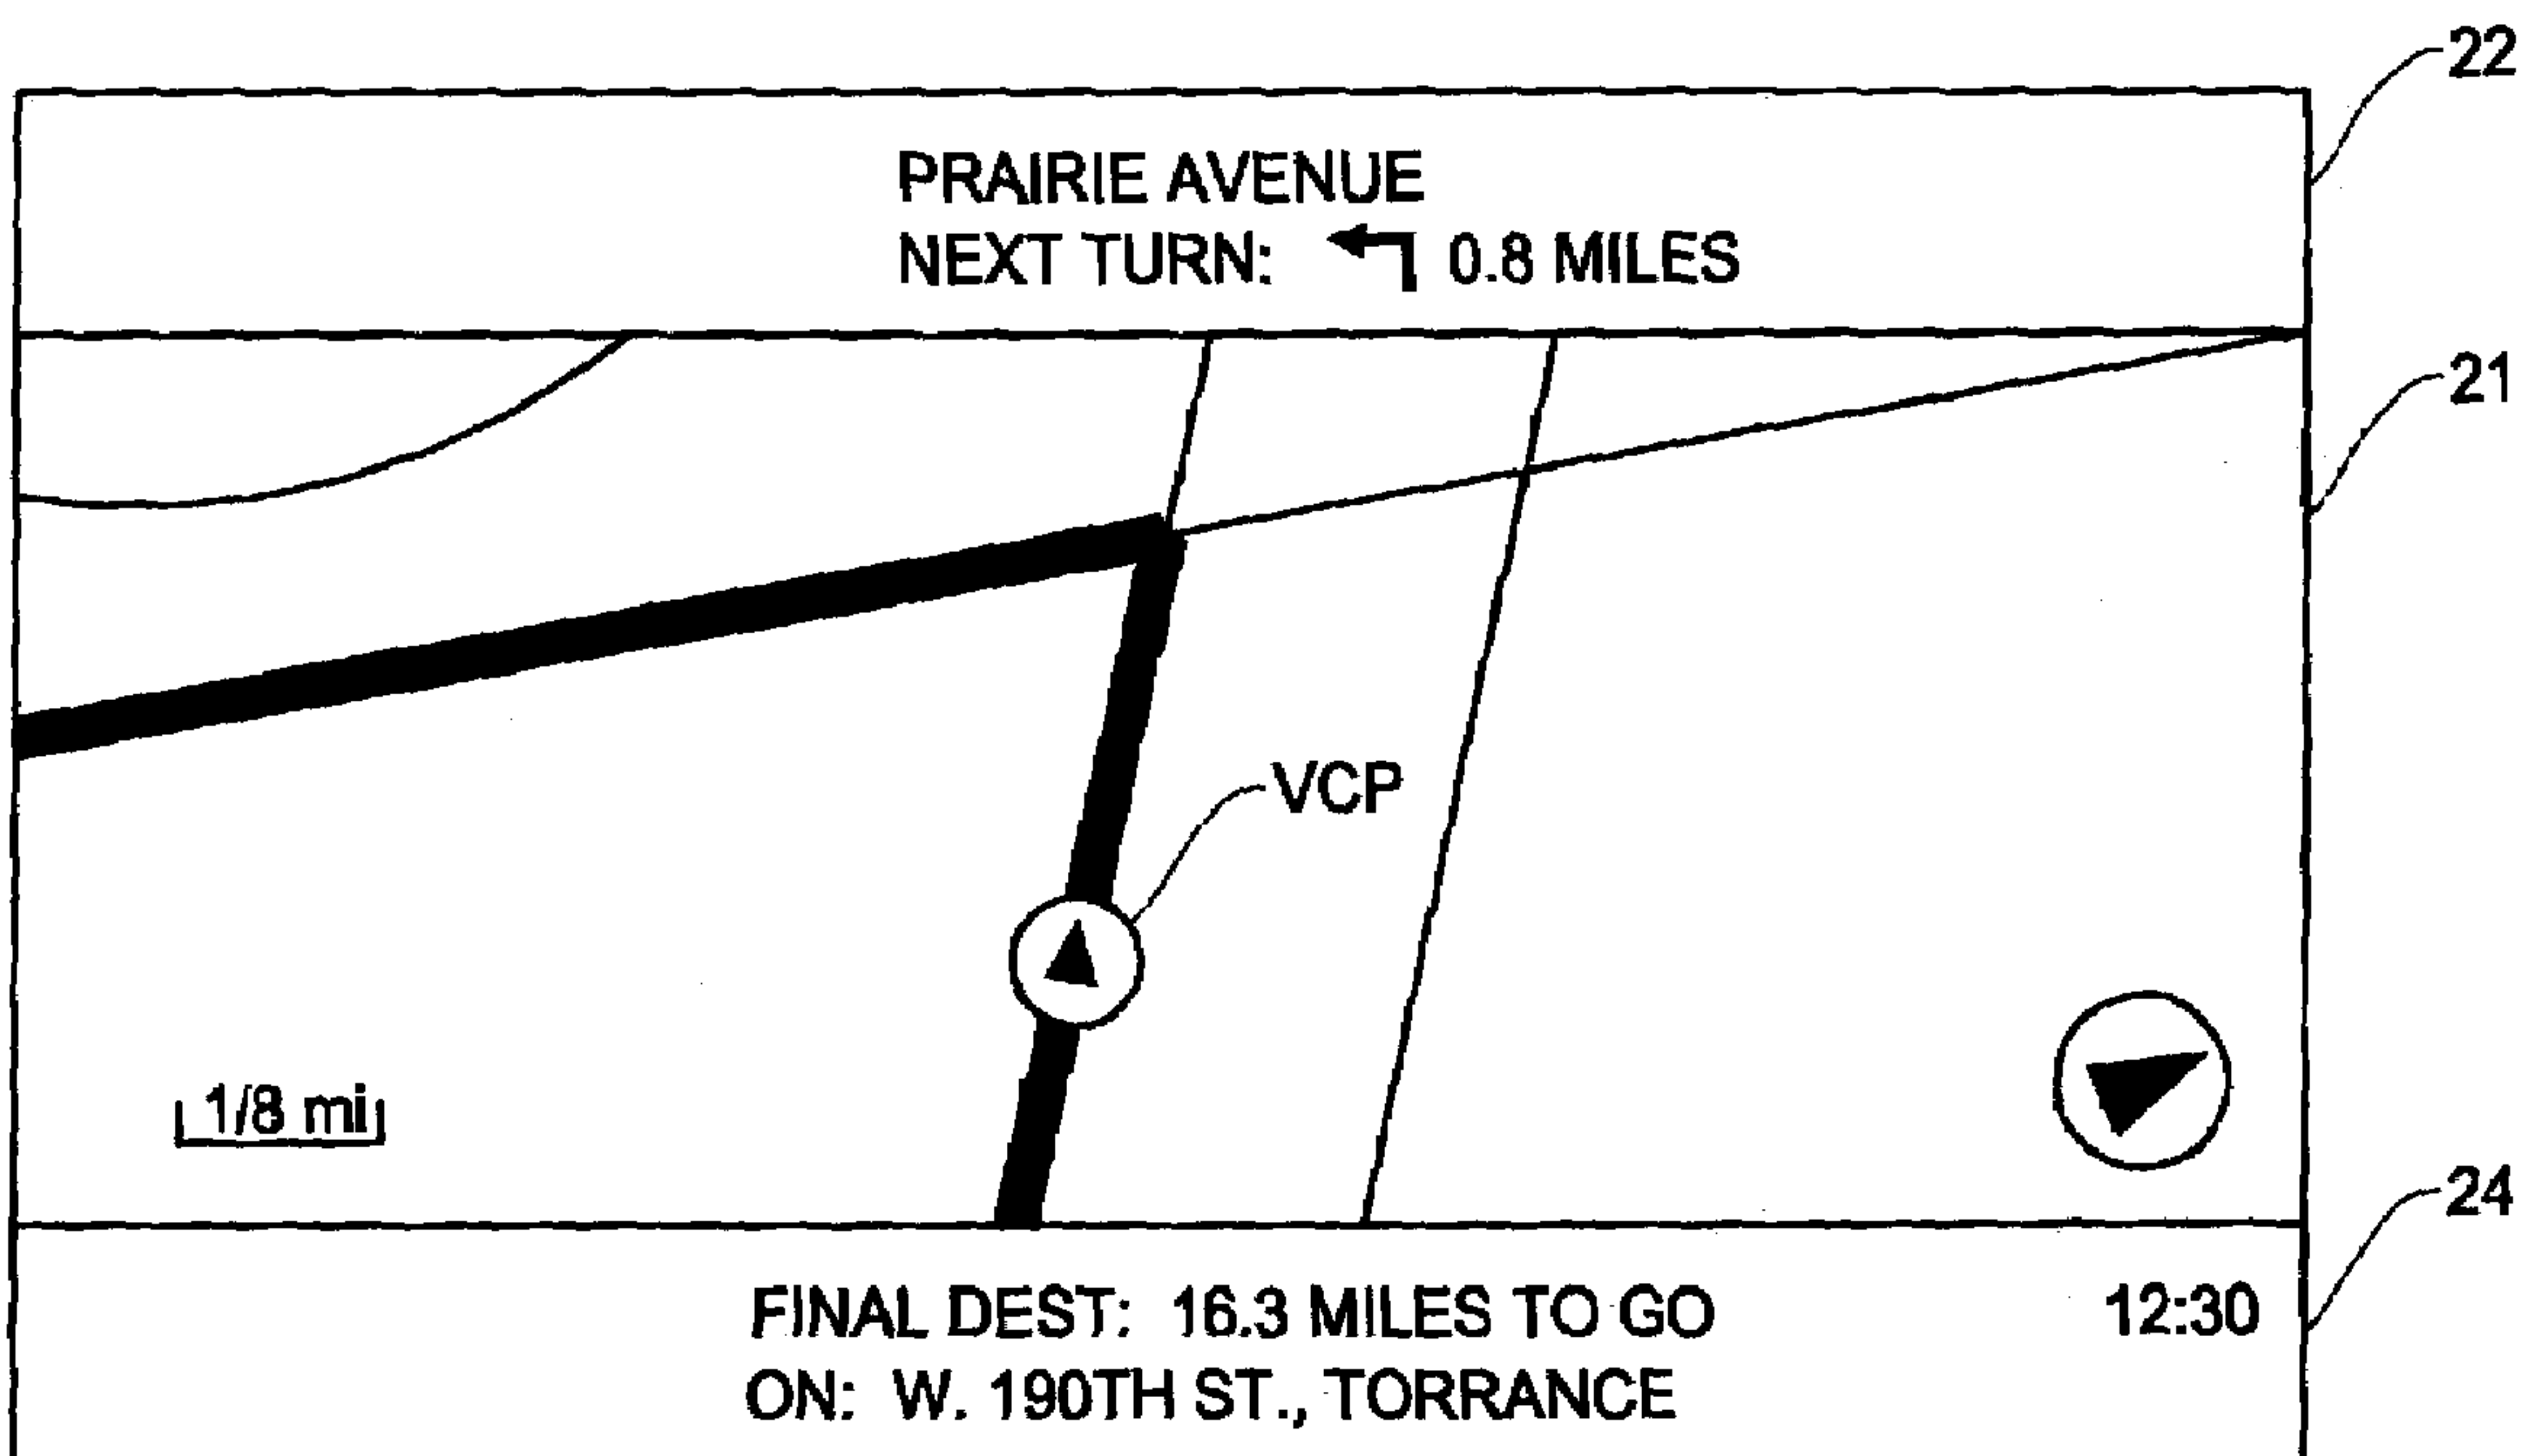 22
PRAIRIE AVENUE
NEXT TURN: 0.8 MILES
21
VCP
1/8 mi
24
FINAL DEST: 16.3 MILES TO GO
12:30
ON: W. 190TH ST., TORRANCE